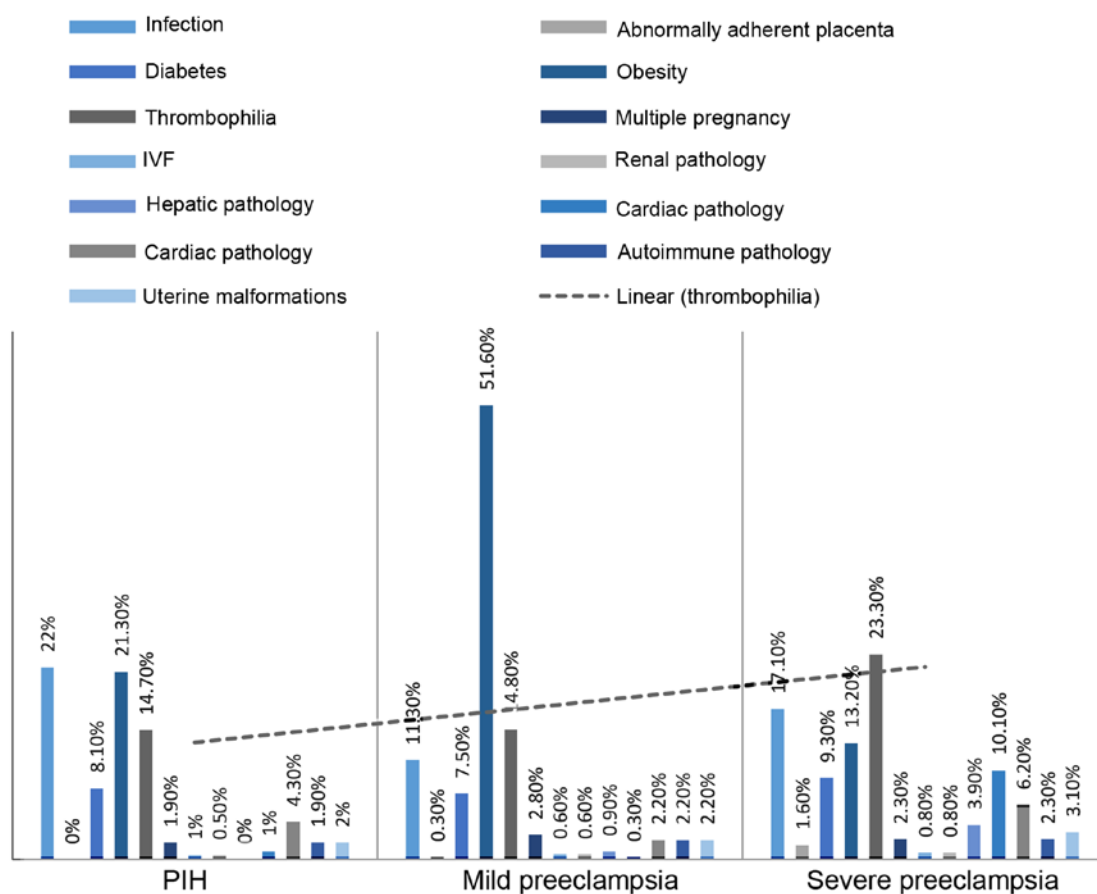 Infection
Abnormally adherent placenta
Diabetes
Obesity
Thrombophilia
Multiple pregnancy
IVF
Renal pathology
Hepatic pathology
Cardiac pathology
Cardiac pathology
Autoimmune pathology
Uterine malformations
Linear (thrombophilia)
22%
0%
8.10%
21.30%
14.70%
1.90%
1%
0.50%
0%
1%
4.30%
1.90%
2%
11.30%
0.30%
7.50%
51.60%
4.80%
2.80%
0.60%
0.60%
0.90%
0.30%
2.20%
2.20%
2.20%
17.10%
1.60%
9.30%
13.20%
23.30%
2.30%
0.80%
0.80%
3.90%
10.10%
6.20%
2.30%
3.10%
PIH
Mild preeclampsia
Severe preeclampsia